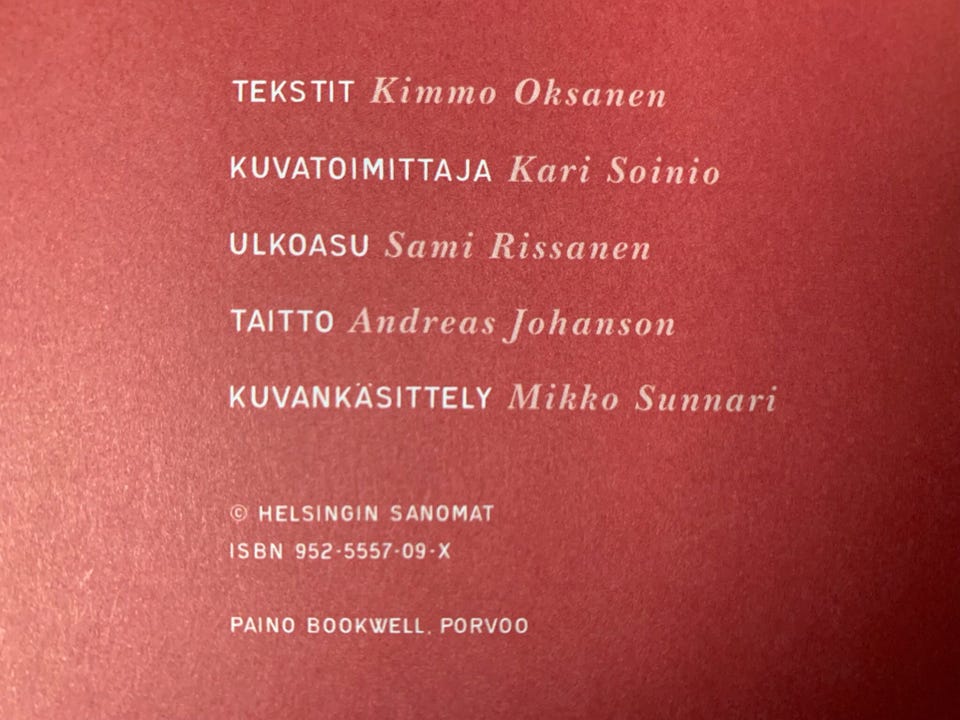 TEKSTIT Kimmo Oksanen
KUVATOIMITTAJA Kari Soinio
ULKOASU Sami Rissanen
TAITTO Andreas Johanson
KUVANKÄSITTELY Mikko Sunnari
© HELSINGIN SANOMAT
ISBN 952-5557-09-X
PAINO BOOKWELL, PORVOO